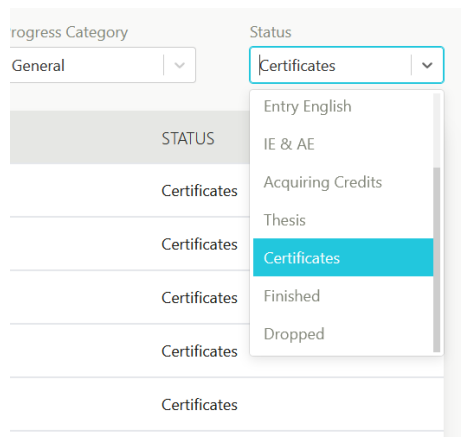 rogress Category
Status
General
Certificates
Entry English
IE & AE
Acquiring Credits
Thesis
Certificates
Finished
Dropped
STATUS
Certificates
Certificates
Certificates
Certificates
Certificates